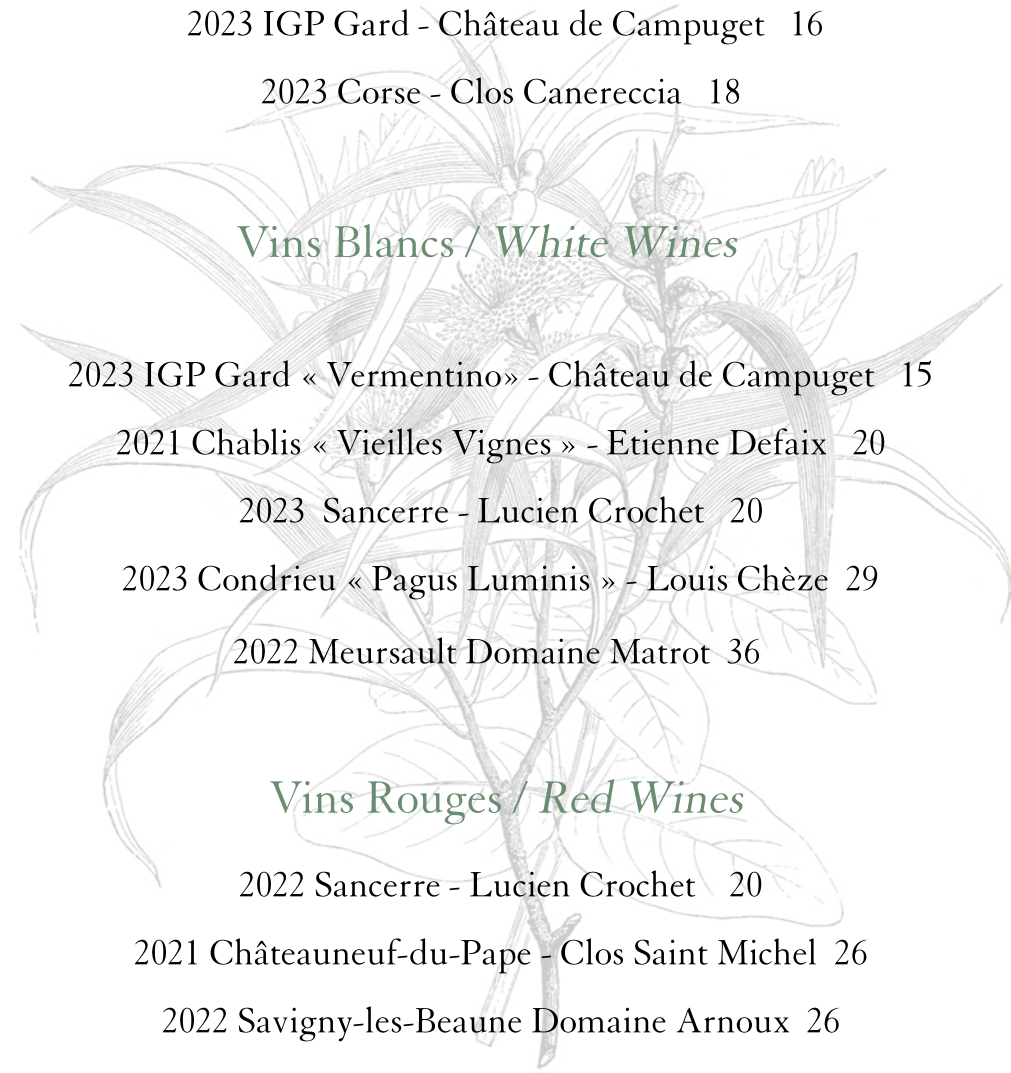 2023 IGP Gard - Château de Campuget 16
2023 Corse - Clos Canereccia 18
Vins Blancs / White Wines
2023 IGP Gard « Vermentino» - Château de Campuget 15
2021 Chablis « Vieilles Vignes » - Etienne Defaix 20
2023 Sancerre - Lucien Crochet 20
2023 Condrieu « Pagus Luminis » - Louis Chèze 29
2022 Meursault Domaine Matrot 36
Vins Rouges / Red Wines
2022 Sancerre - Lucien Crochet 20
2021 Châteauneuf-du-Pape - Clos Saint Michel 26
2022 Savigny-les-Beaune Domaine Arnoux 26